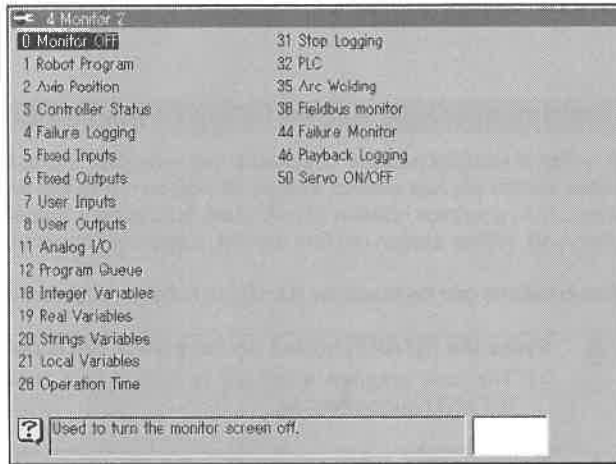 4 Monitor 2
0 Monitor OFF
1 Robot Program
2 Axis Position
3 Controller Status
4 Failure Logging
5 Fixed Inputs
6 Fixed Outputs
7 User Inputs
8 User Outputs
11 Analog I/O
12 Program Queue
18 Integer Variables
19 Real Variables
20 Strings Variables
21 Local Variables
28 Operation Time
31 Stop Logging
32 PLC
35 Arc Welding
38 Fieldbus monitor
44 Failure Monitor
46 Playback Logging
50 Servo ON/OFF
Used to turn the monitor screen off.